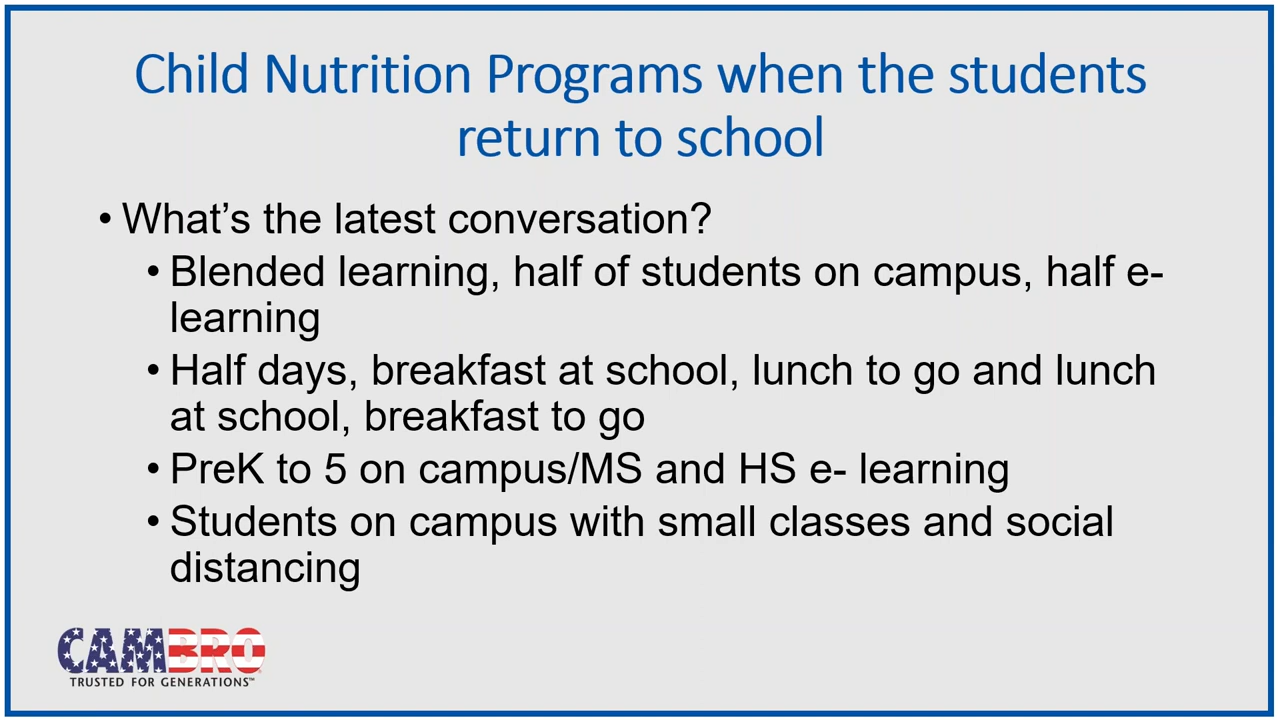 Child Nutrition Programs when the students
return to school
• What’s the latest conversation?
• Blended learning, half of students on campus, half e-
learning
• Half days, breakfast at school, lunch to go and lunch
at school, breakfast to go
• PreK to 5 on campus/MS and HS e- learning
• Students on campus with small classes and social
distancing
CAMBRO
TRUSTED FOR GENERATIONS™